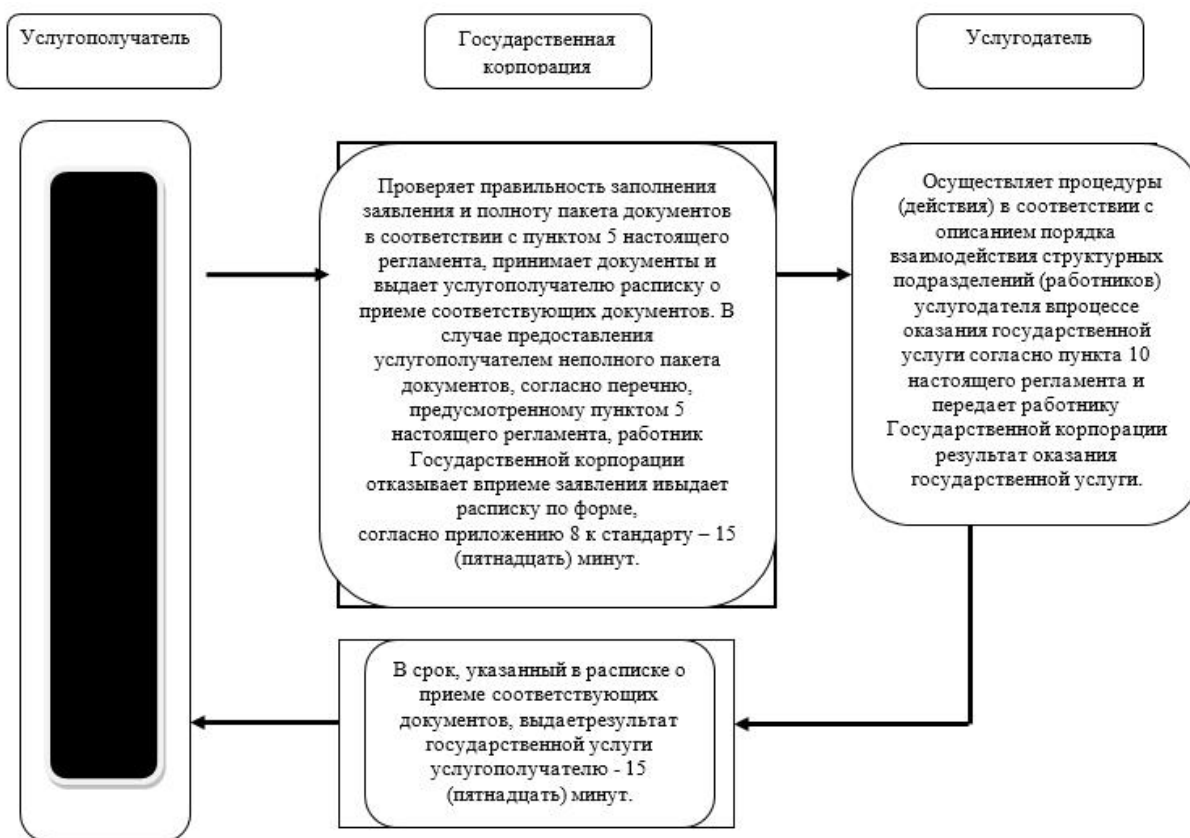 Услугополучатель
Государственная
корпорация
Услугодатель
Проверяет правильность заполнения
заявления и полноту пакета документов
в соответствии с пунктом 5 настоящего
регламента, принимает документы и
выдает услугополучателю расписку о
приеме соответствующих документов. В
случае предоставления
услугополучателем неполного пакета
документов, согласно перечню,
предусмотренному пунктом 5
настоящего регламента, работник
Государственной корпорации
отказывает вприеме заявления ивыдает
расписку по форме,
согласно приложению 8 к стандарту – 15
(пятнадцать) минут.
Осуществляет процедуры
(действия) в соответствии с
описанием порядка
взаимодействия структурных
подразделений (работников)
услугодателя впроцессе
оказания государственной
услуги согласно пункта 10
настоящего регламента и
передает работнику
Государственной корпорации
результат оказания
государственной услуги.
В срок, указанный в расписке о
приеме соответствующих
документов, выдаетрезультат
государственной услуги
услугополучателю - 15
(пятнадцать) минут.